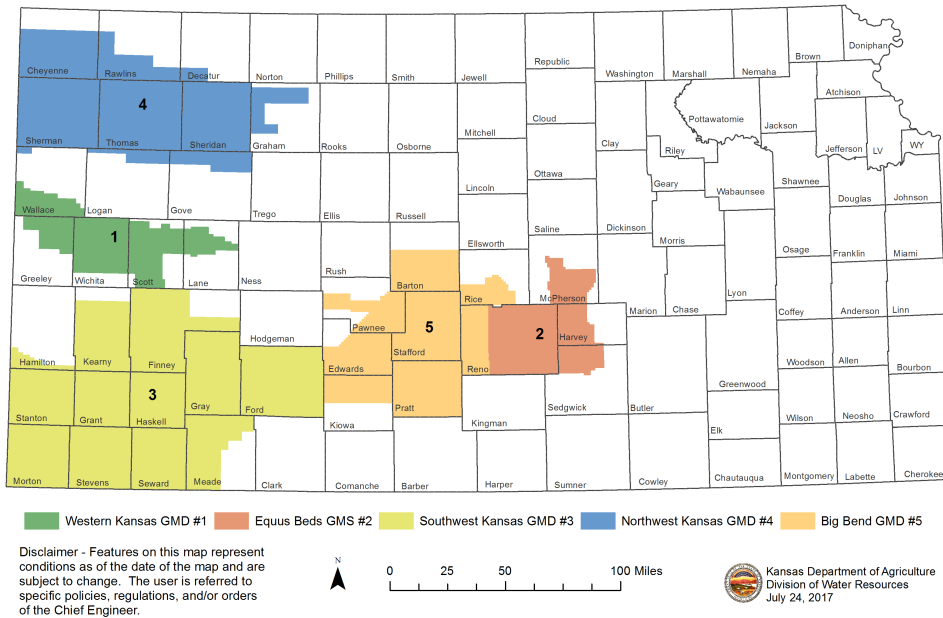 Cheyenne
Rawlins
Decatur
Norton
Phillips
Smith
Jewell
Republic
Washington
Marshall
Nemaha
Brown
Doniphan
Atchison
Sherman
4
Thomas
Sheridan
Graham
Rooks
Osborne
Mitchell
Cloud
Clay
Riley
Pottawatomie
Jackson
Jefferson
LV
WY
Wallace
Logan
Gove
Trego
Ellis
Russell
Lincoln
Ottawa
Saline
Dickinson
Geary
Wabaunsee
Shawnee
Douglas
Johnson
Greeley
1
Wichita
Scott
Lane
Ness
Rush
Barton
Ellsworth
Rice
McPherson
Marion
Morris
Chase
Lyon
Osage
Franklin
Miami
Coffey
Anderson
Linn
Hamilton
Kearny
Finney
Hodgeman
Pawnee
5
Stafford
Edwards
Reno
2
Harvey
Woodson
Allen
Bourbon
Stanton
Grant
3
Haskell
Gray
Ford
Kiowa
Pratt
Kingman
Sedgwick
Butler
Greenwood
Elk
Wilson
Neosho
Crawford
Morton
Stevens
Seward
Meade
Clark
Comanche
Barber
Harper
Sumner
Cowley
Chautauqua
Montgomery
Labette
Cherokee
Western Kansas GMD #1
Equus Beds GMS #2
Southwest Kansas GMD #3
Northwest Kansas GMD #4
Big Bend GMD #5
Disclaimer - Features on this map represent
conditions as of the date of the map and are
subject to change. The user is referred to
specific policies, regulations, and/or orders
of the Chief Engineer.
N
0 25 50 100 Miles
Kansas Department of Agriculture
Division of Water Resources
July 24, 2017